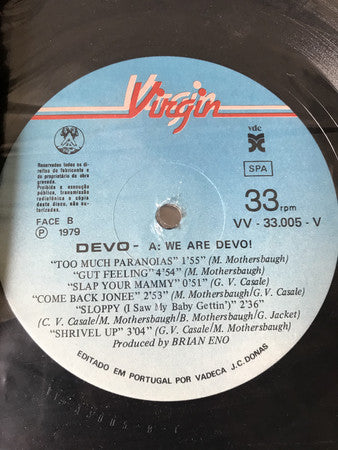 Virgin
Reservados todos os di-
reitos do fabricante e
do proprietário da obra
gravada.
Proibida a execução
pública, transmissão
radiotécnica e cópia
deste disco, não sendo
autorizadas.
FACE B
P 1979
vdc
SPA
33 rpm
VV - 33.005 - V
DEVO - A: WE ARE DEVO!
"TOO MUCH PARANOIAS" 1'55" (M. Mothersbaugh)
"GUT FEELING" 4'54" (M. Mothersbaugh)
"SLAP YOUR MAMMY" 0'51" (G.V. Casale)
"COME BACK JONEE" 2'53" (M. Mothersbaugh/G.V. Casale)
"SLOPPY (I Saw My Baby Gettin')" 2'36"
(C. V. Casale/M. Mothersbaugh/B. Mothersbaugh/G. Jacket)
"SHRIVEL UP" 3'04" (G.V. Casale/M. Mothersbaugh)
Produced by BRIAN ENO
EDITADO EM PORTUGAL POR VADECA J.C. DONAS